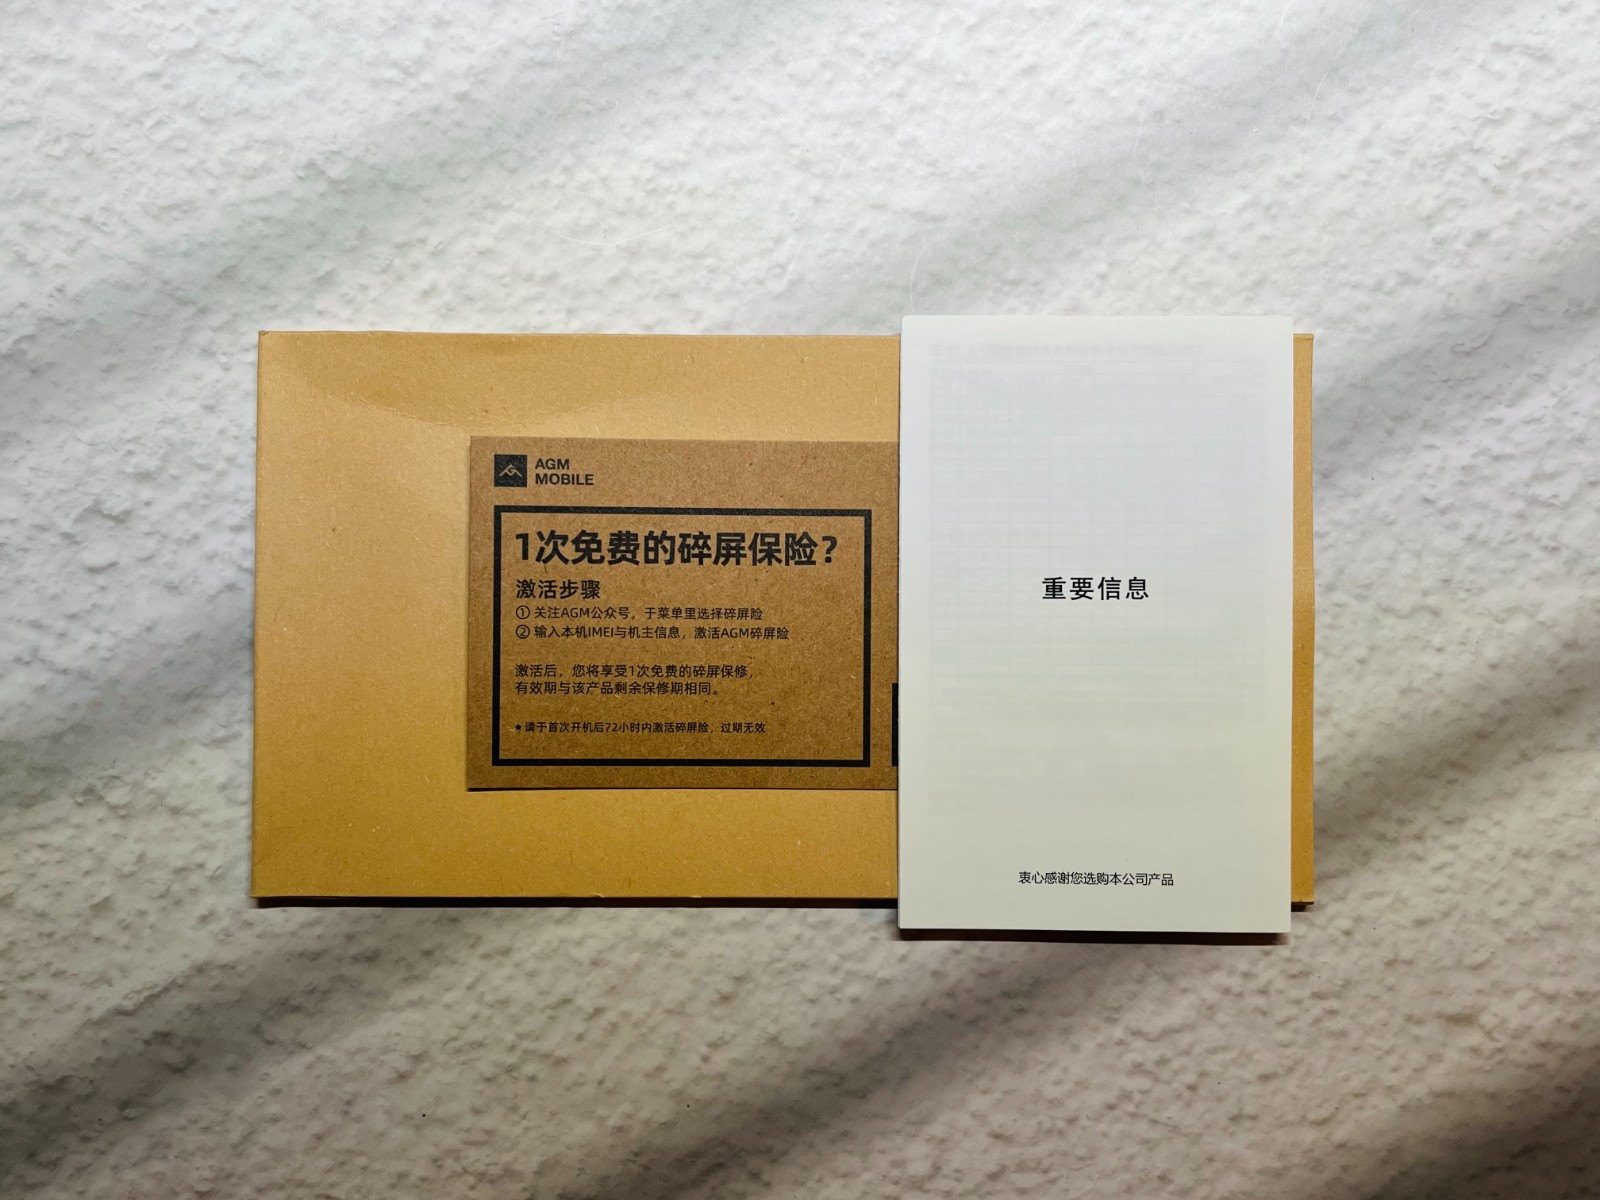 AGM
MOBILE
1次免费的碎屏保险？
激活步骤
① 关注AGM公众号，于菜单里选择碎屏险
② 输入本机IMEI与机主信息，激活AGM碎屏险
激活后，您将享受1次免费的碎屏保修，
有效期与该产品剩余保修期相同。
★请于首次开机后72小时内激活碎屏险，过期无效
重要信息
衷心感谢您选购本公司产品